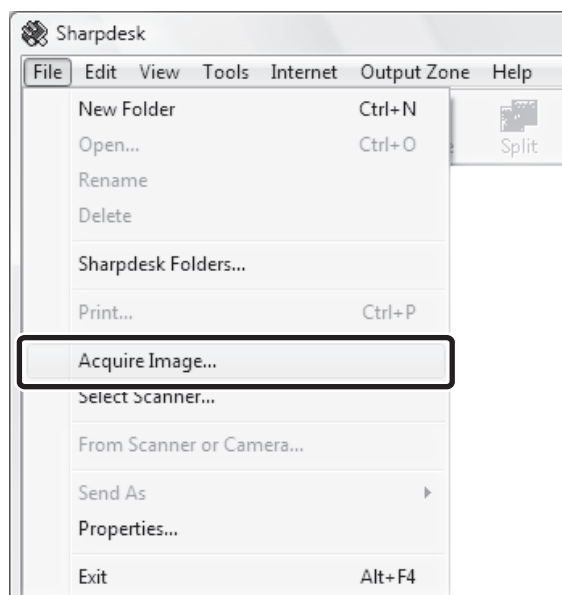 Sharpdesk
File Edit View Tools Internet Output Zone Help
New Folder Ctrl+N
Open... Ctrl+O
Split
Rename
Delete
Sharpdesk Folders...
Print... Ctrl+P
Acquire Image...
Select Scanner...
From Scanner or Camera...
Send As
Properties...
Exit Alt+F4